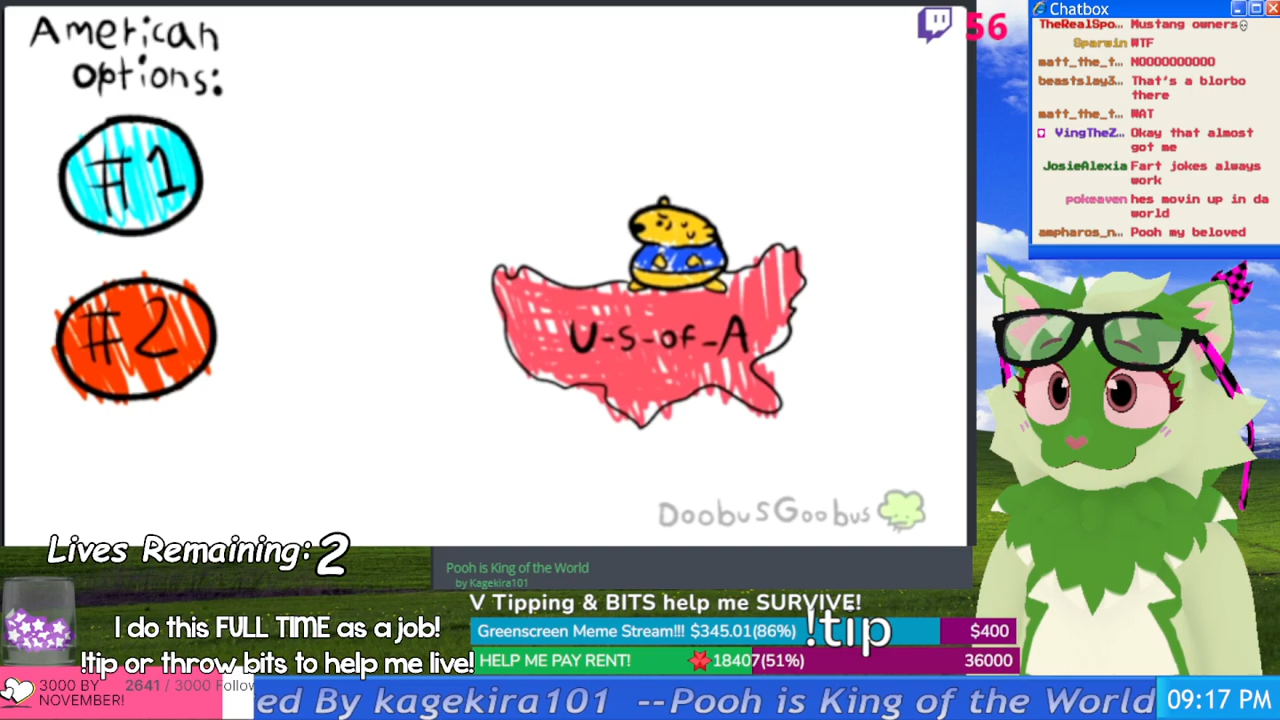 American
options:
#1
#2
U-S-of-A
DoobusGoobus
56
Chatbox
TheRealSpo… Mustang owners
Sparwin WTF
matt_the_t… NOOOOOOOOOO
beastslay3… That's a blorbo
there
matt_the_t… WAT
VingTheZ… Okay that almost
got me
JosieAlexia Fart jokes always
work
pokeaven hes movin up in da
world
ampharos_n… Pooh my beloved
Lives Remaining: 2
Pooh is King of the World
by Kagekira101
V Tipping & BITS help me SURVIVE!
!tip
Greenscreen Meme Stream!!! $345.01(86%) $400
HELP ME PAY RENT! 18407(51%) 36000
I do this FULL TIME as a job!
!tip or throw bits to help me live!
3000 BY
NOVEMBER!
2641 / 3000 Follow
ed By kagekira101 --Pooh is King of the World
09:17 PM